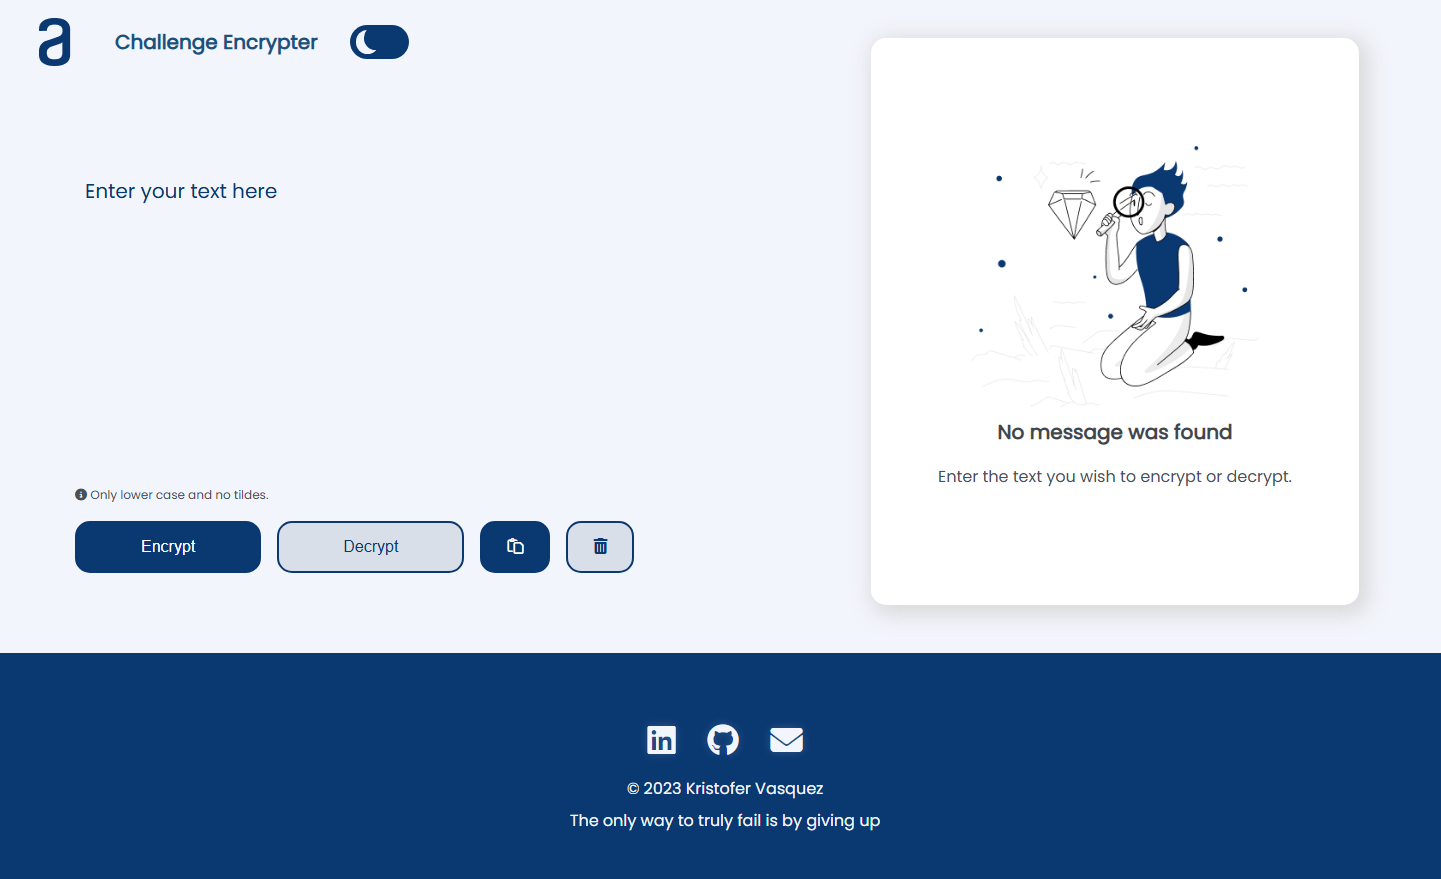 a
Challenge Encrypter
Enter your text here
Only lower case and no tildes.
Encrypt
Decrypt
No message was found
Enter the text you wish to encrypt or decrypt.
in
© 2023 Kristofer Vasquez
The only way to truly fail is by giving up